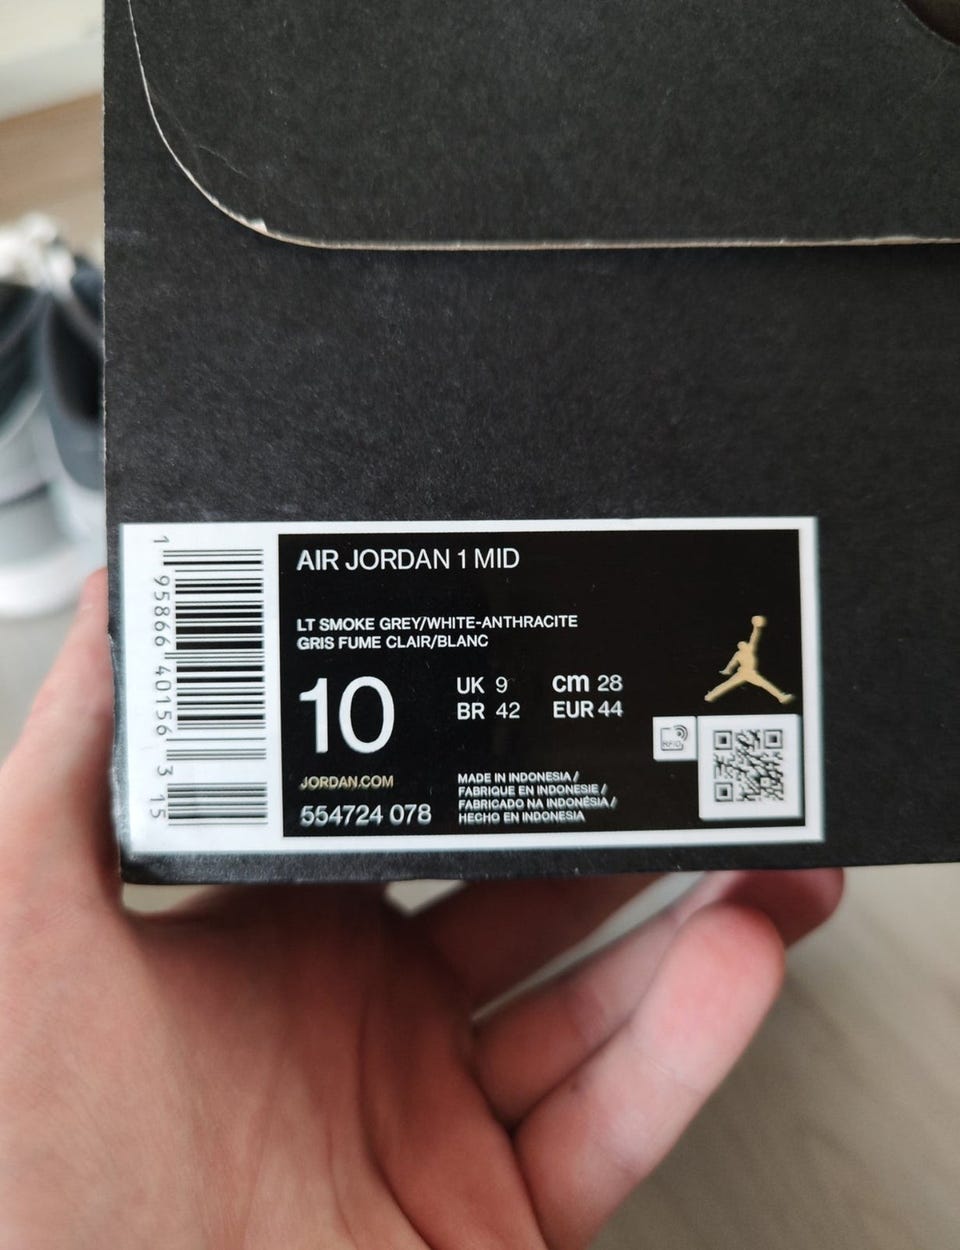 AIR JORDAN 1 MID
LT SMOKE GREY/WHITE-ANTHRACITE
GRIS FUME CLAIR/BLANC
10
UK 9 cm 28
BR 42 EUR 44
JORDAN.COM
554724 078
MADE IN INDONESIA /
FABRIQUE EN INDONESIE /
FABRICADO NA INDONÉSIA /
HECHO EN INDONESIA
RFID
1 95866 40156 3 15